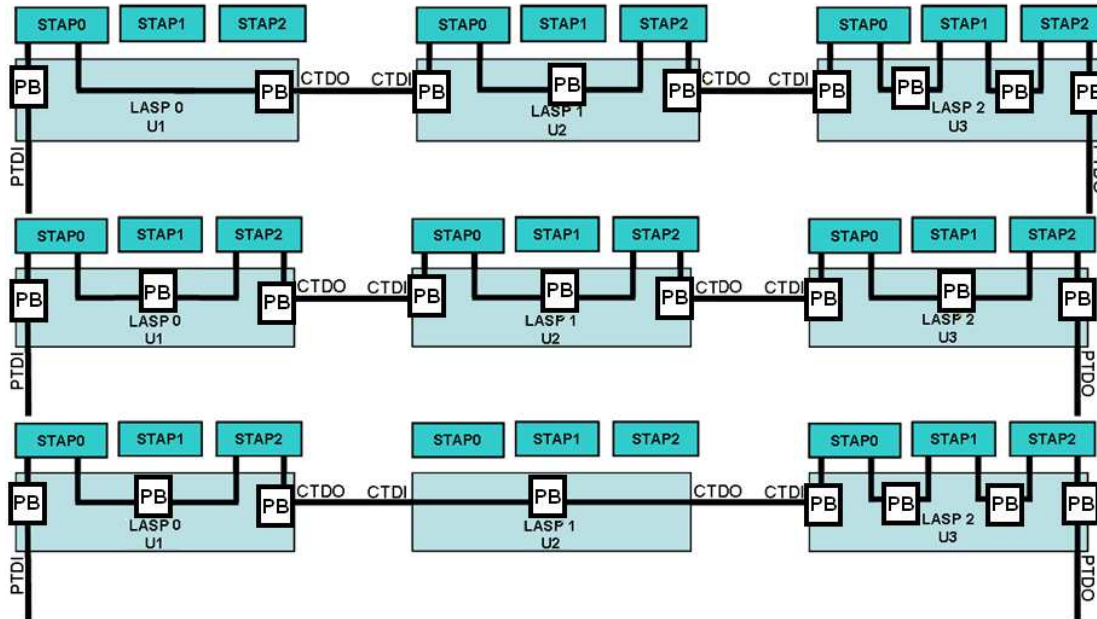 STAP0 STAP1 STAP2 STAP0 STAP1 STAP2 STAP0 STAP1 STAP2
PB PB CTDO CTDI PB PB PB CTDO CTDI PB PB PB PB
LASP 0 LASP 1 LASP 2
U1 U2 U3
PTDI PTDO
STAP0 STAP1 STAP2 STAP0 STAP1 STAP2 STAP0 STAP1 STAP2
PB PB PB CTDO CTDI PB PB PB CTDO CTDI PB PB PB
LASP 0 LASP 1 LASP 2
U1 U2 U3
PTDI PTDO
STAP0 STAP1 STAP2 STAP0 STAP1 STAP2 STAP0 STAP1 STAP2
PB PB PB CTDO CTDI PB CTDO CTDI PB PB PB PB
LASP 0 LASP 1 LASP 2
U1 U2 U3
PTDI PTDO